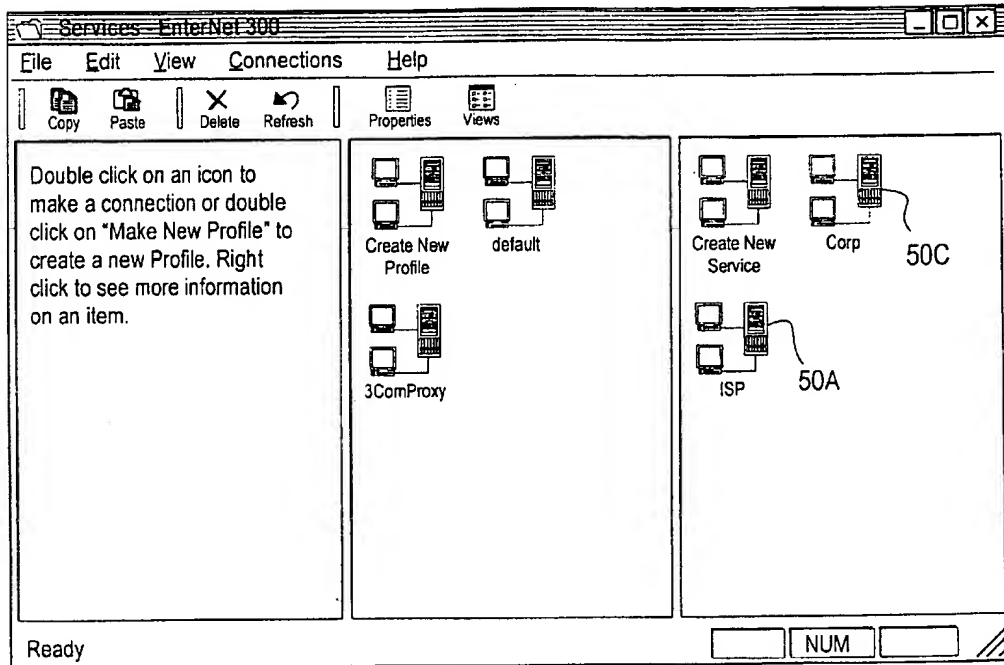 Services - EnterNet 300
File Edit View Connections Help
Copy Paste Delete Refresh Properties Views
Double click on an icon to
make a connection or double
click on "Make New Profile" to
create a new Profile. Right
click to see more information
on an item.
Create New
Profile
default
3ComProxy
Create New
Service
Corp
50C
ISP
50A
Ready
NUM